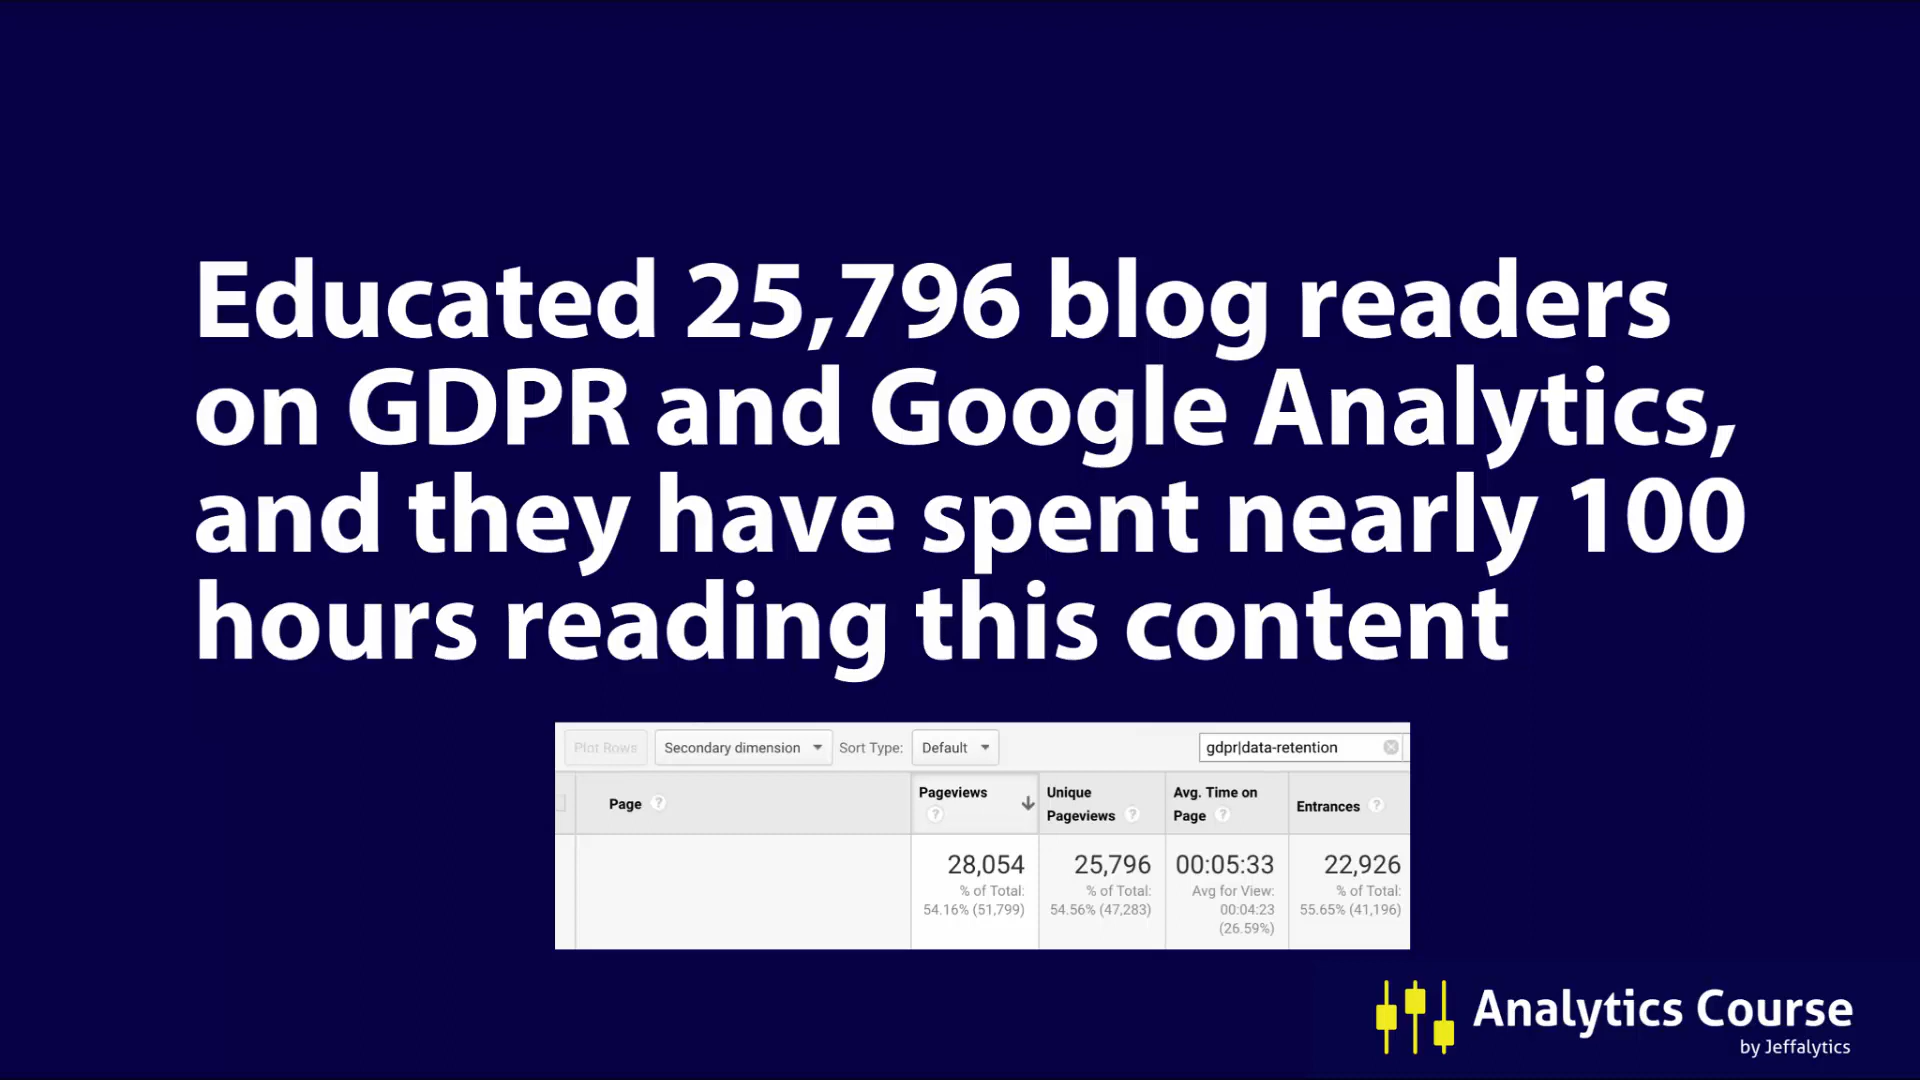 Educated 25,796 blog readers
on GDPR and Google Analytics,
and they have spent nearly 100
hours reading this content
Plot Rows Secondary dimension Sort Type: Default gdpr|data-retention
Page ? Pageviews ? Unique Pageviews ? Avg. Time on Page ? Entrances ?
28,054 25,796 00:05:33 22,926
% of Total: % of Total: Avg for View: % of Total:
54.16% (51,799) 54.56% (47,283) 00:04:23 55.65% (41,196)
(26.59%)
Analytics Course
by Jeffalytics